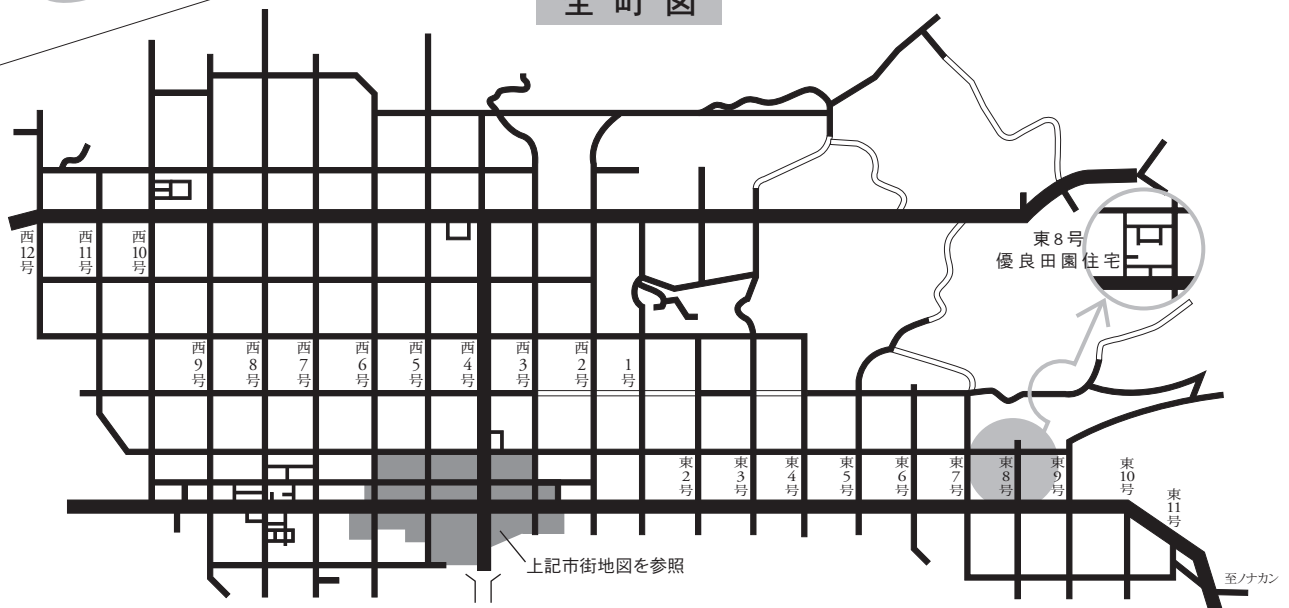 全町図
東8号
優良田園住宅
西12号
西11号
西10号
西9号
西8号
西7号
西6号
西5号
西4号
西3号
西2号
1号
東2号
東3号
東4号
東5号
東6号
東7号
東8号
東9号
東10号
東11号
上記市街地図を参照
至ノナカン